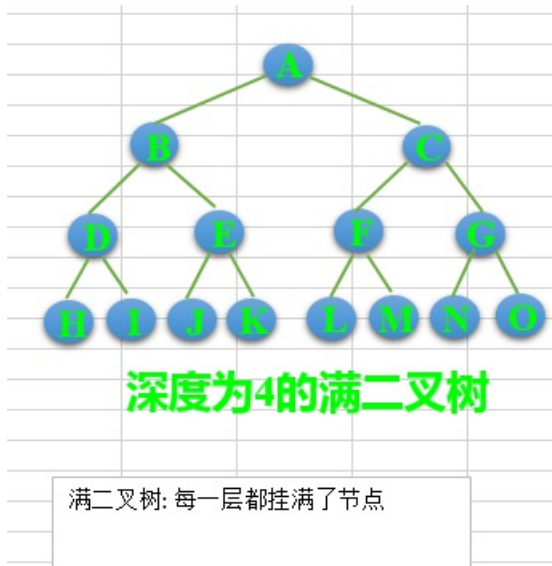 A
B C
D E F G
H I J K L M N O
深度为4的满二叉树
满二叉树: 每一层都挂满了节点